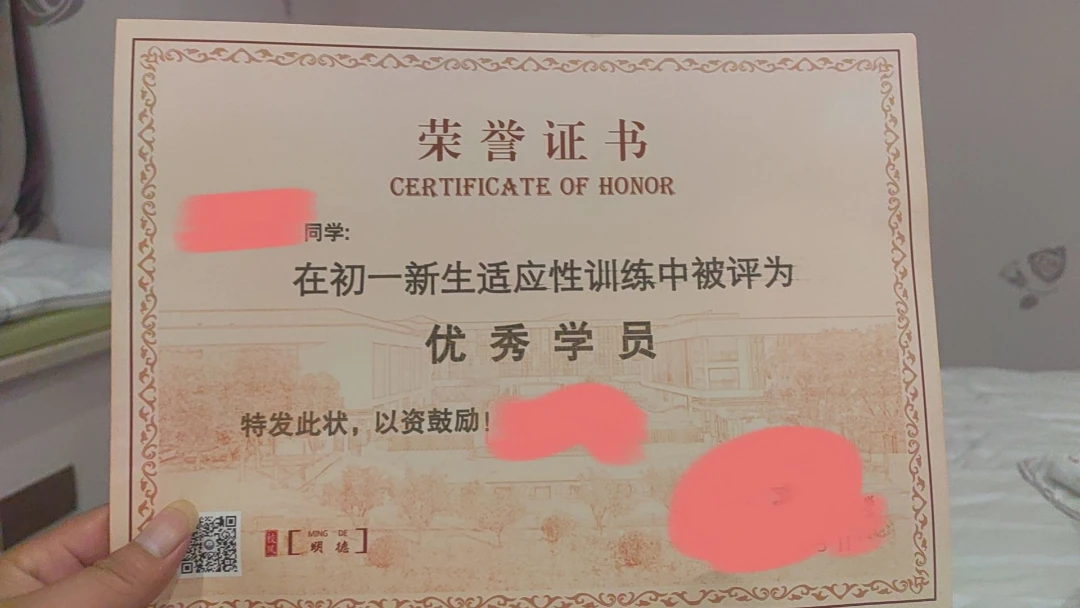 荣誉证书
CERTIFICATE OF HONOR
同学:
在初一新生适应性训练中被评为
优秀学员
特发此状，以资鼓励!
校风
MING DE
明德